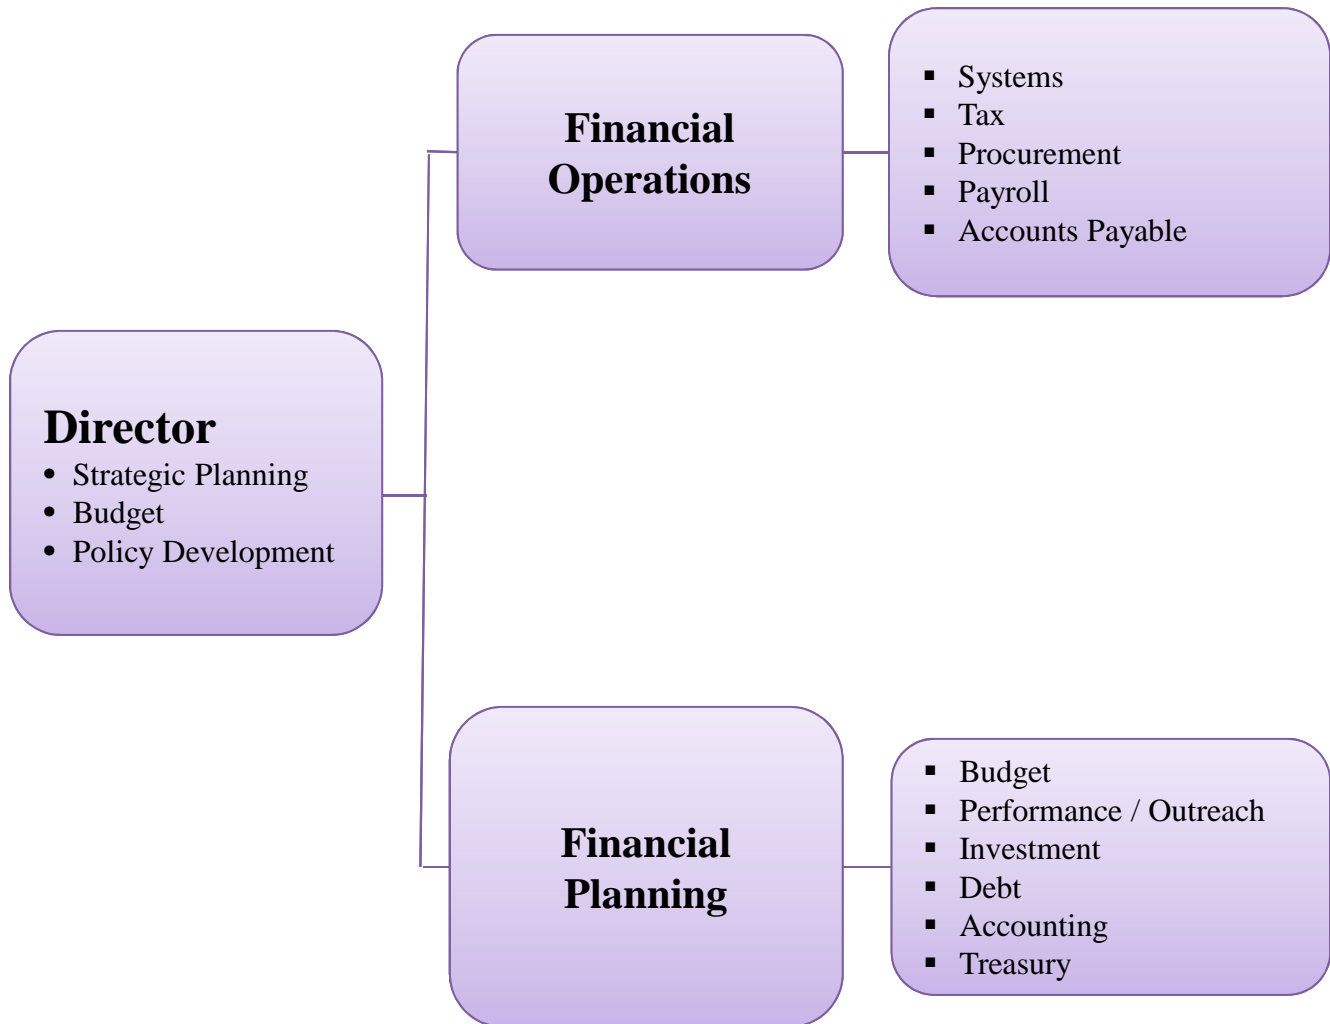 Director
• Strategic Planning
• Budget
• Policy Development
Financial
Operations
▪ Systems
▪ Tax
▪ Procurement
▪ Payroll
▪ Accounts Payable
Financial
Planning
▪ Budget
▪ Performance / Outreach
▪ Investment
▪ Debt
▪ Accounting
▪ Treasury